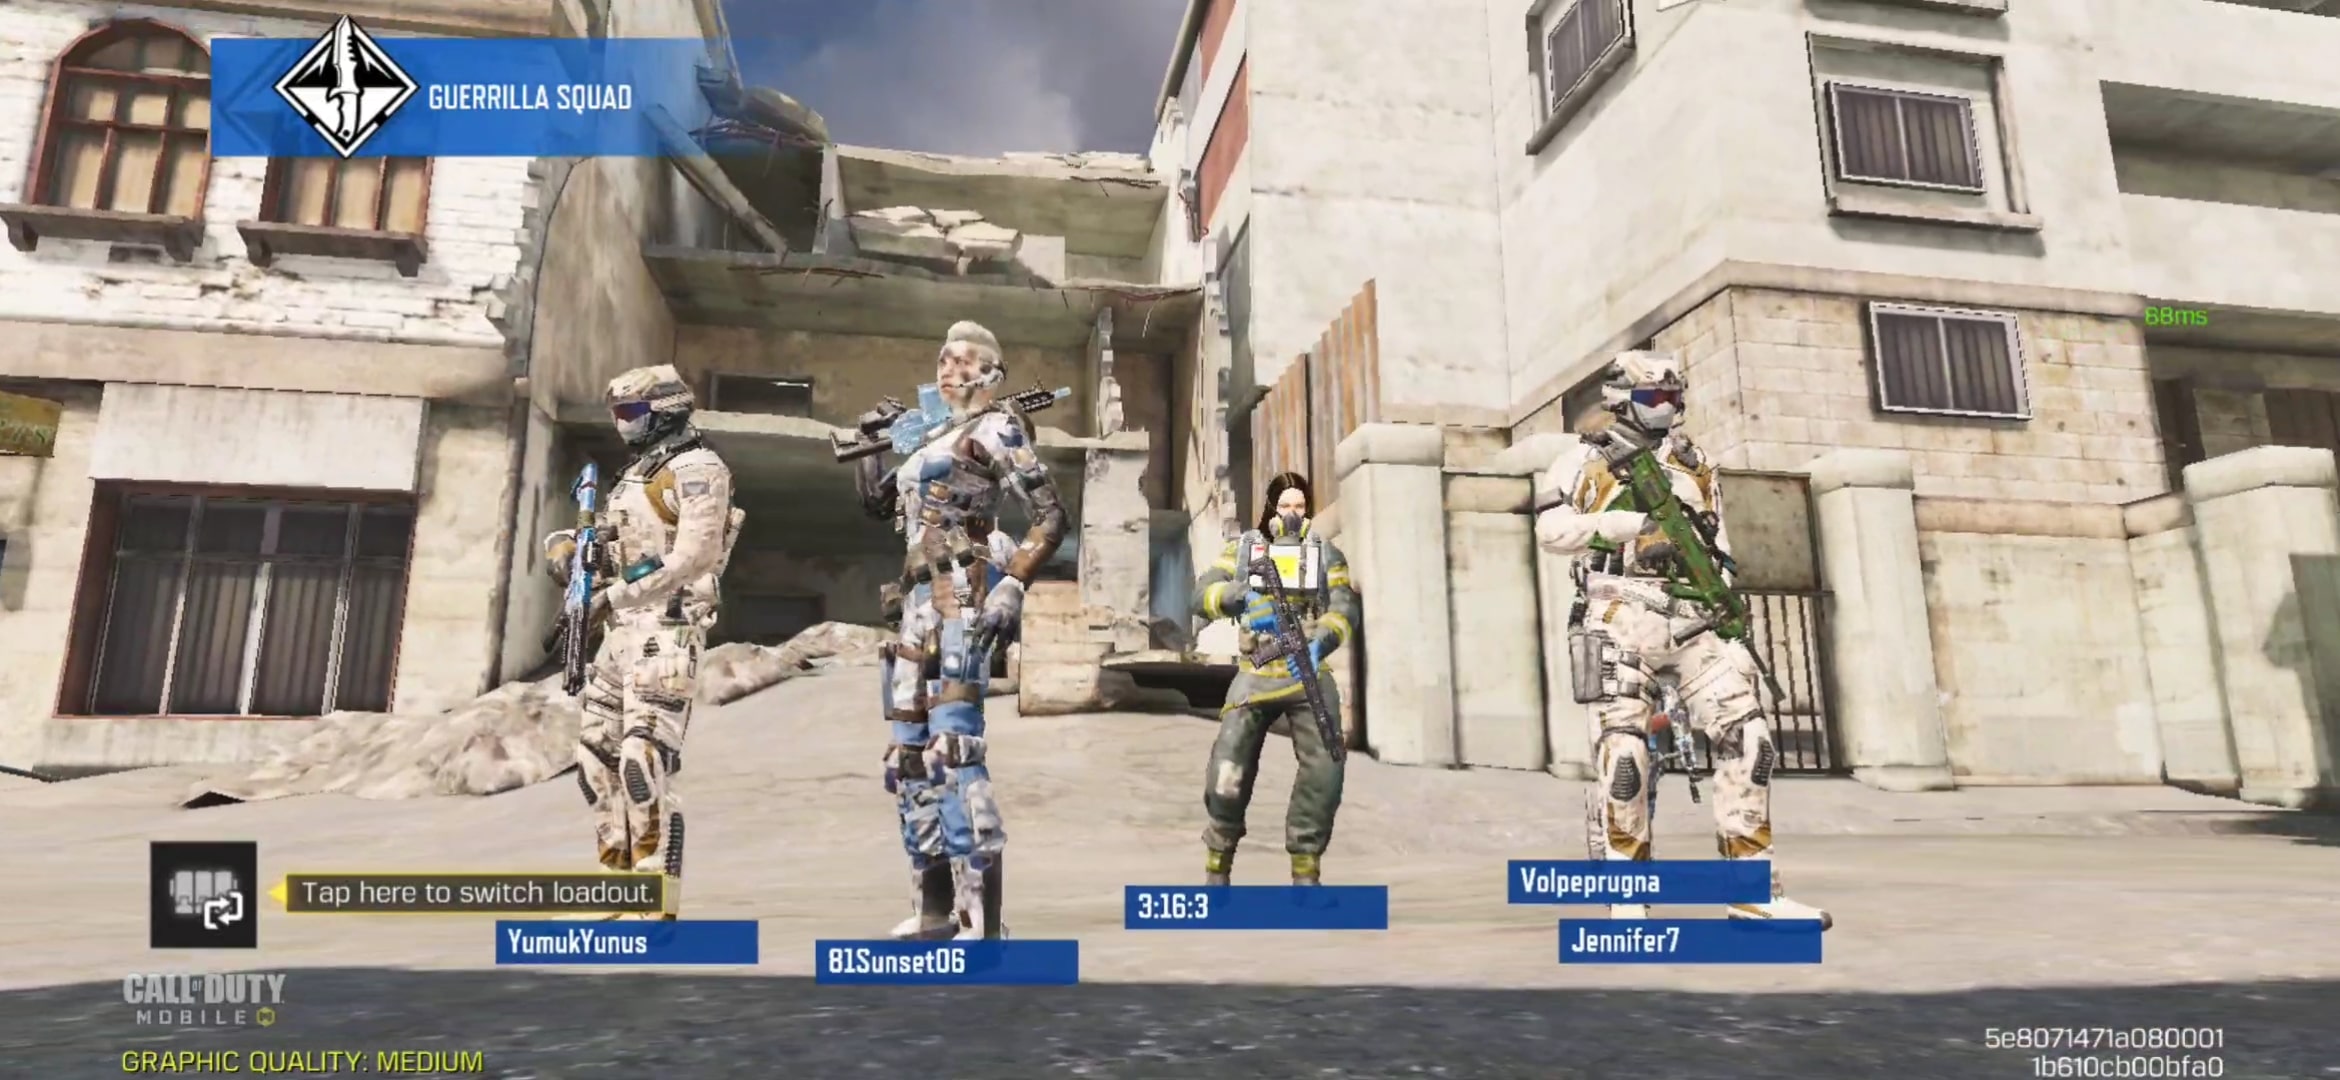 GUERRILLA SQUAD
68ms
Tap here to switch loadout.
YumukYunus
81Sunset06
3:16:3
Volpeprugna
Jennifer7
CALL OF DUTY
MOBILE
GRAPHIC QUALITY: MEDIUM
5e8071471a080001
1b610cb00bfa0